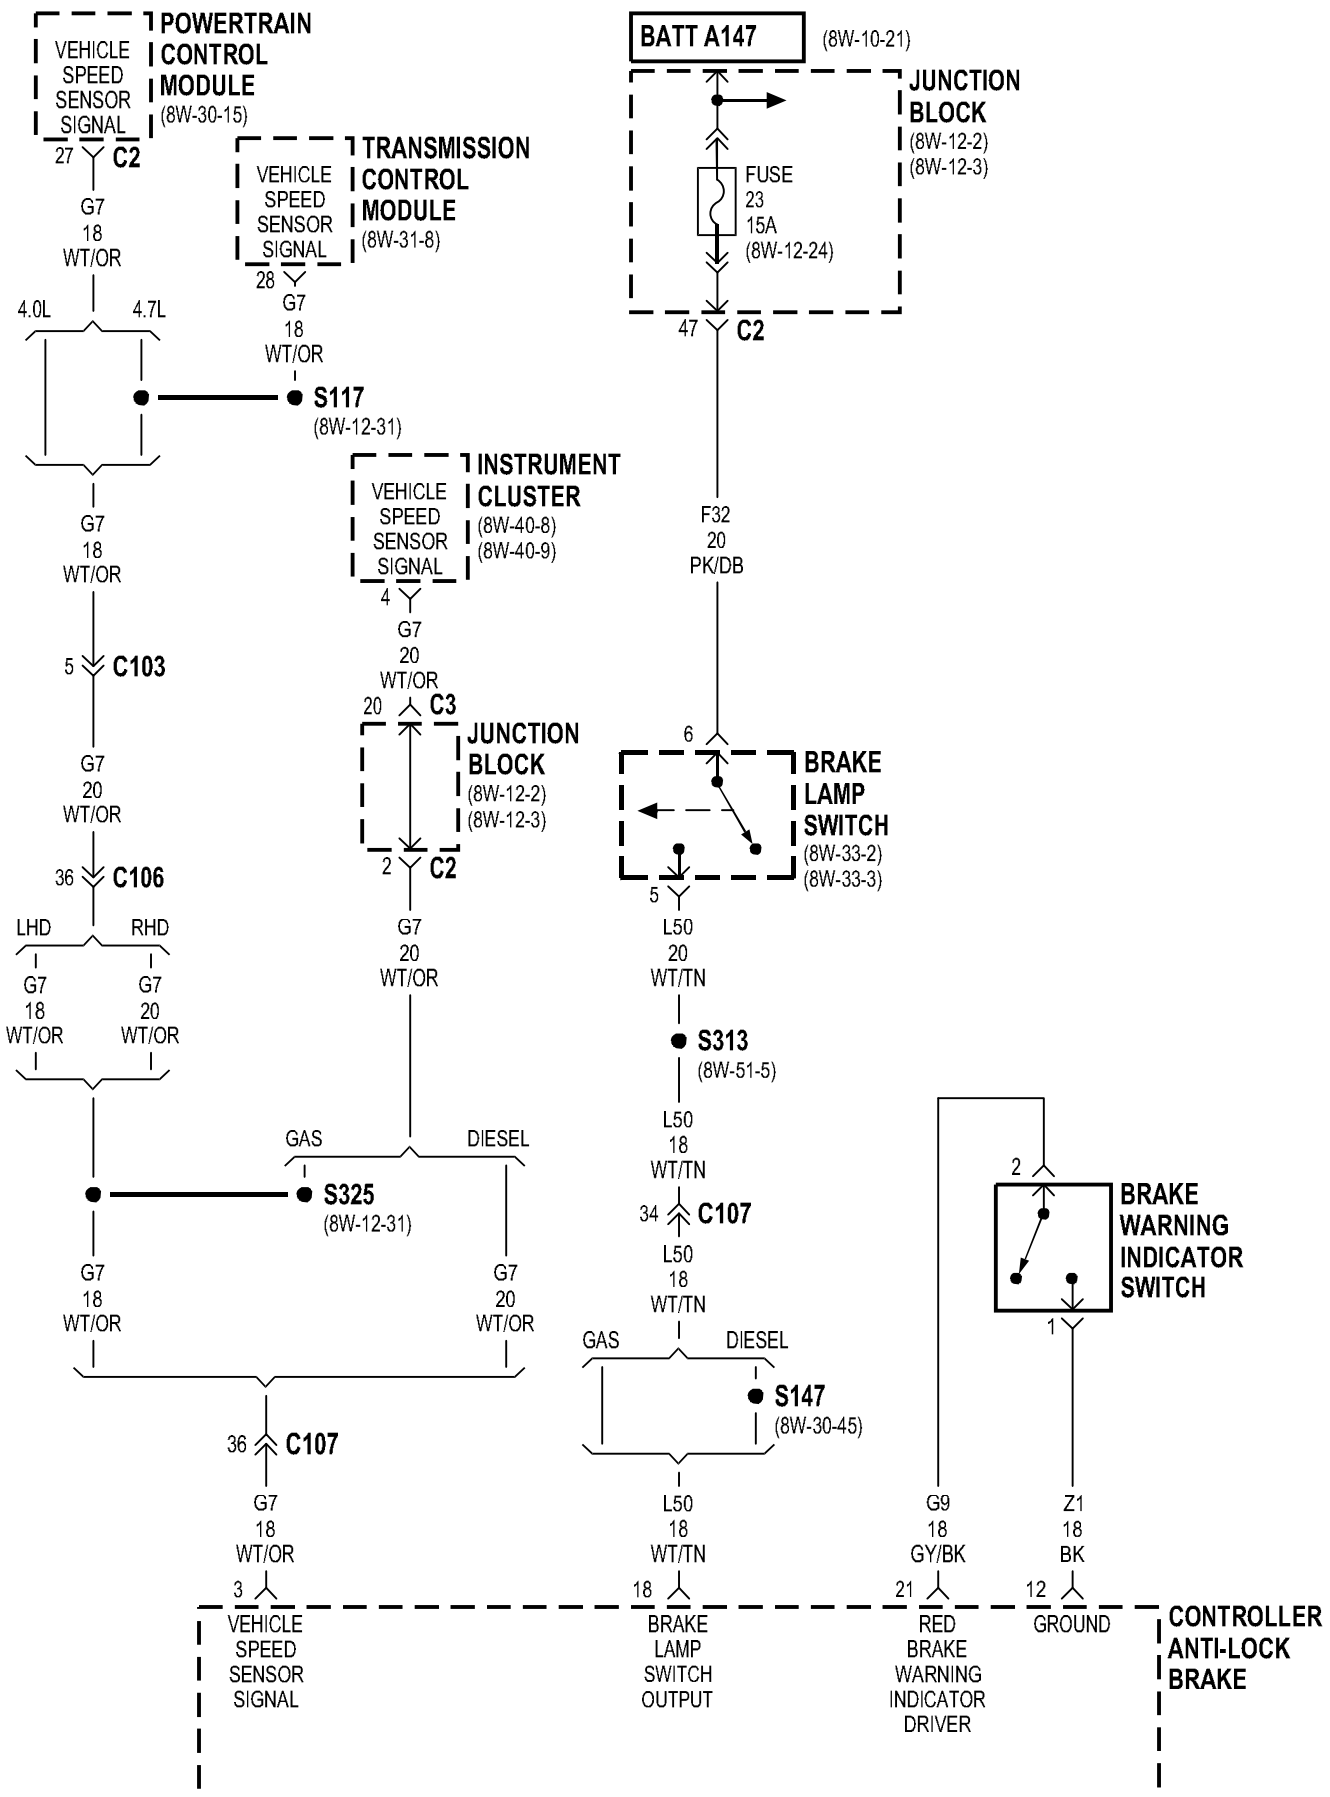 POWERTRAIN
CONTROL
MODULE
(8W-30-15)
VEHICLE
SPEED
SENSOR
SIGNAL
27
C2
G7
18
WT/OR
TRANSMISSION
CONTROL
MODULE
(8W-31-8)
VEHICLE
SPEED
SENSOR
SIGNAL
28
G7
18
WT/OR
4.0L
4.7L
S117
(8W-12-31)
G7
18
WT/OR
5
C103
G7
20
WT/OR
36
C106
LHD
RHD
G7
18
WT/OR
G7
20
WT/OR
INSTRUMENT
CLUSTER
(8W-40-8)
(8W-40-9)
VEHICLE
SPEED
SENSOR
SIGNAL
4
G7
20
WT/OR
20
C3
JUNCTION
BLOCK
(8W-12-2)
(8W-12-3)
2
C2
G7
20
WT/OR
GAS
DIESEL
S325
(8W-12-31)
G7
18
WT/OR
G7
20
WT/OR
36
C107
G7
18
WT/OR
3
BATT A147
(8W-10-21)
JUNCTION
BLOCK
(8W-12-2)
(8W-12-3)
FUSE
23
15A
(8W-12-24)
47
C2
F32
20
PK/DB
6
BRAKE
LAMP
SWITCH
(8W-33-2)
(8W-33-3)
5
L50
20
WT/TN
S313
(8W-51-5)
L50
18
WT/TN
34
C107
L50
18
WT/TN
GAS
DIESEL
S147
(8W-30-45)
L50
18
WT/TN
18
2
BRAKE
WARNING
INDICATOR
SWITCH
1
G9
18
GY/BK
21
Z1
18
BK
12
VEHICLE
SPEED
SENSOR
SIGNAL
BRAKE
LAMP
SWITCH
OUTPUT
RED
BRAKE
WARNING
INDICATOR
DRIVER
GROUND
CONTROLLER
ANTI-LOCK
BRAKE